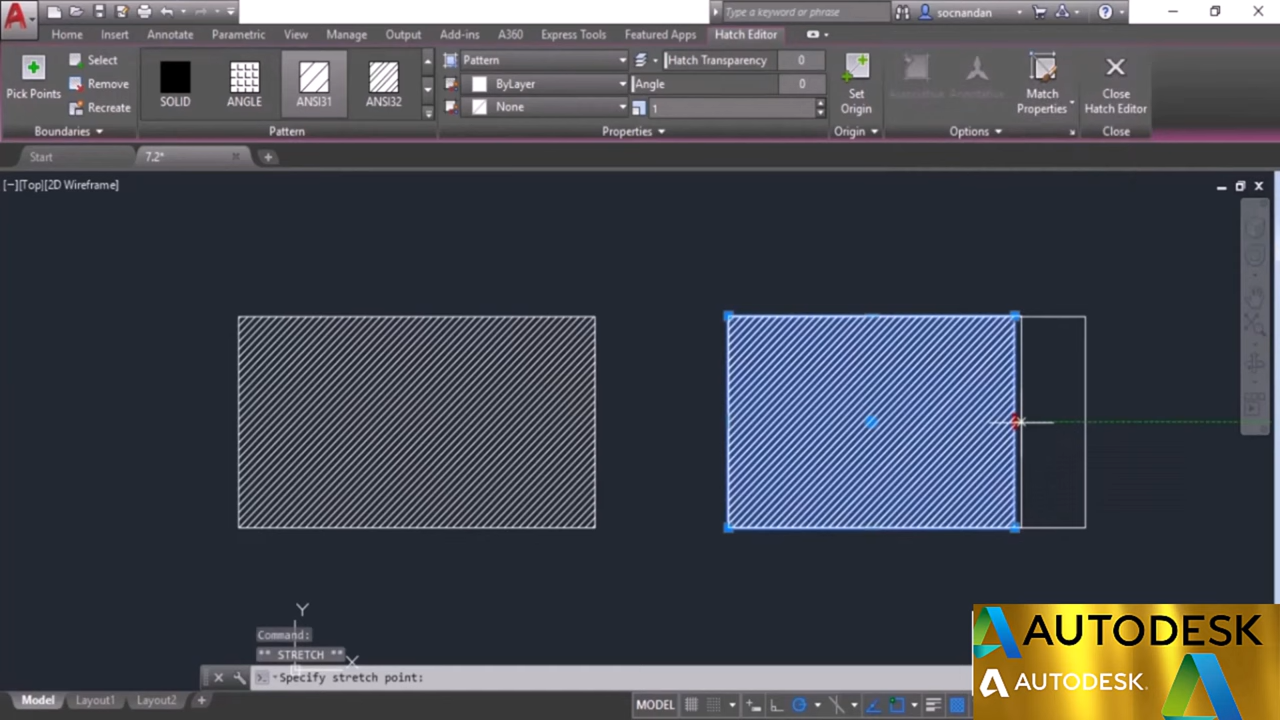 A
Type a keyword or phrase
socnandan
Home Insert Annotate Parametric View Manage Output Add-ins A360 Express Tools Featured Apps Hatch Editor
Pick Points
Select
Remove
Recreate
Boundaries
SOLID
ANGLE
ANSI31
ANSI32
Pattern
Pattern
ByLayer
None
Hatch Transparency 0
Angle 0
1
Properties
Set
Origin
Origin
Associative
Annotative
Options
Match
Properties
Close
Hatch Editor
Close
Start
7.2*
[−][Top][2D Wireframe]
Y
X
Command:
** STRETCH **
Specify stretch point:
Model Layout1 Layout2
MODEL
AUTODESK
AUTODESK.